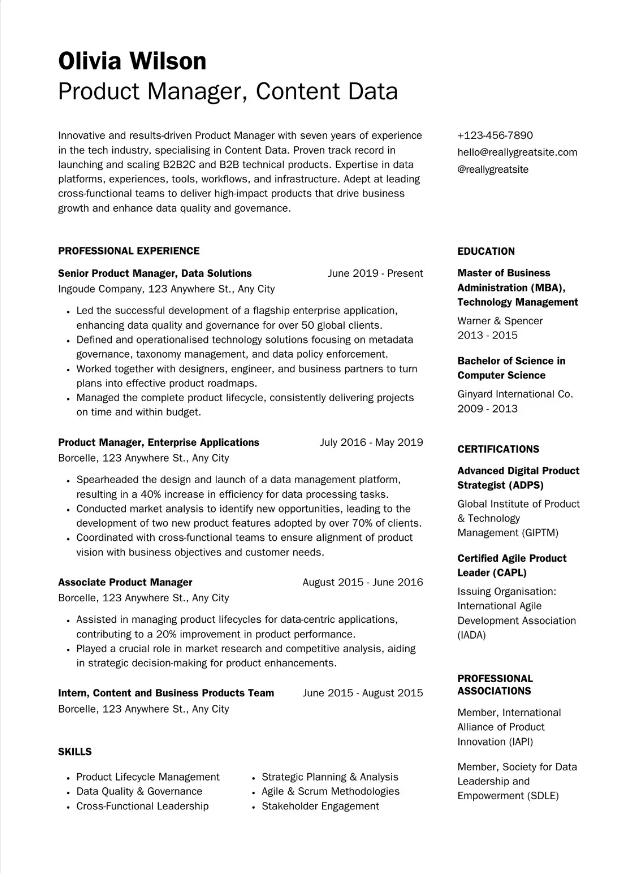 Olivia Wilson
Product Manager, Content Data
Innovative and results-driven Product Manager with seven years of experience
in the tech industry, specialising in Content Data. Proven track record in
launching and scaling B2B2C and B2B technical products. Expertise in data
platforms, experiences, tools, workflows, and infrastructure. Adept at leading
cross-functional teams to deliver high-impact products that drive business
growth and enhance data quality and governance.
+123-456-7890
hello@reallygreatsite.com
@reallygreatsite
PROFESSIONAL EXPERIENCE
Senior Product Manager, Data Solutions June 2019 - Present
Ingoude Company, 123 Anywhere St., Any City
• Led the successful development of a flagship enterprise application,
enhancing data quality and governance for over 50 global clients.
• Defined and operationalised technology solutions focusing on metadata
governance, taxonomy management, and data policy enforcement.
• Worked together with designers, engineer, and business partners to turn
plans into effective product roadmaps.
• Managed the complete product lifecycle, consistently delivering projects
on time and within budget.
Product Manager, Enterprise Applications July 2016 - May 2019
Borcelle, 123 Anywhere St., Any City
• Spearheaded the design and launch of a data management platform,
resulting in a 40% increase in efficiency for data processing tasks.
• Conducted market analysis to identify new opportunities, leading to the
development of two new product features adopted by over 70% of clients.
• Coordinated with cross-functional teams to ensure alignment of product
vision with business objectives and customer needs.
Associate Product Manager August 2015 - June 2016
Borcelle, 123 Anywhere St., Any City
• Assisted in managing product lifecycles for data-centric applications,
contributing to a 20% improvement in product performance.
• Played a crucial role in market research and competitive analysis, aiding
in strategic decision-making for product enhancements.
Intern, Content and Business Products Team June 2015 - August 2015
Borcelle, 123 Anywhere St., Any City
SKILLS
• Product Lifecycle Management
• Data Quality & Governance
• Cross-Functional Leadership
• Strategic Planning & Analysis
• Agile & Scrum Methodologies
• Stakeholder Engagement
EDUCATION
Master of Business
Administration (MBA),
Technology Management
Warner & Spencer
2013 - 2015
Bachelor of Science in
Computer Science
Ginyard International Co.
2009 - 2013
CERTIFICATIONS
Advanced Digital Product
Strategist (ADPS)
Global Institute of Product
& Technology
Management (GIPTM)
Certified Agile Product
Leader (CAPL)
Issuing Organisation:
International Agile
Development Association
(IADA)
PROFESSIONAL
ASSOCIATIONS
Member, International
Alliance of Product
Innovation (IAPI)
Member, Society for Data
Leadership and
Empowerment (SDLE)